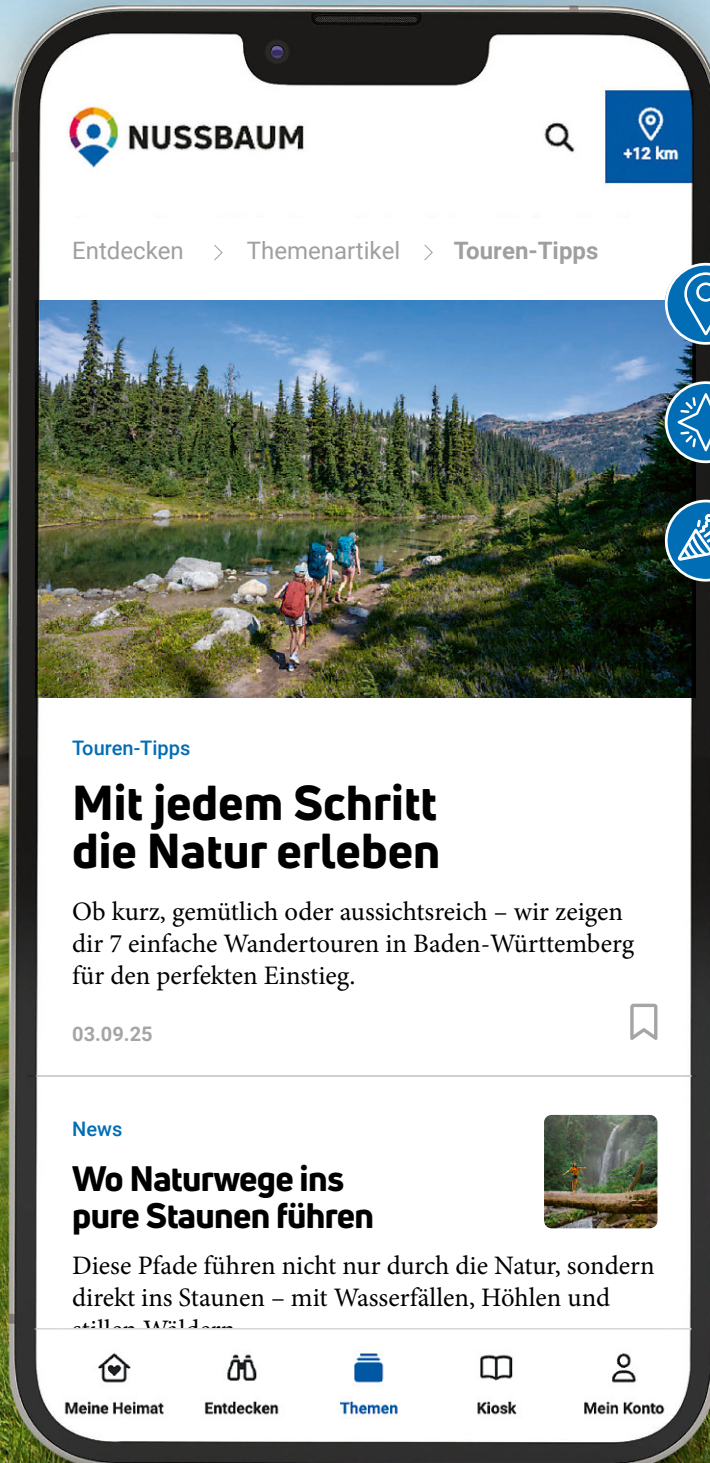 NUSSBAUM
+12 km
Entdecken > Themenartikel > Touren-Tipps
Touren-Tipps
Mit jedem Schritt
die Natur erleben
Ob kurz, gemütlich oder aussichtsreich – wir zeigen
dir 7 einfache Wandertouren in Baden-Württemberg
für den perfekten Einstieg.
03.09.25
News
Wo Naturwege ins
pure Staunen führen
Diese Pfade führen nicht nur durch die Natur, sondern
direkt ins Staunen – mit Wasserfällen, Höhlen und
stillen Wäldern
Meine Heimat Entdecken Themen Kiosk Mein Konto